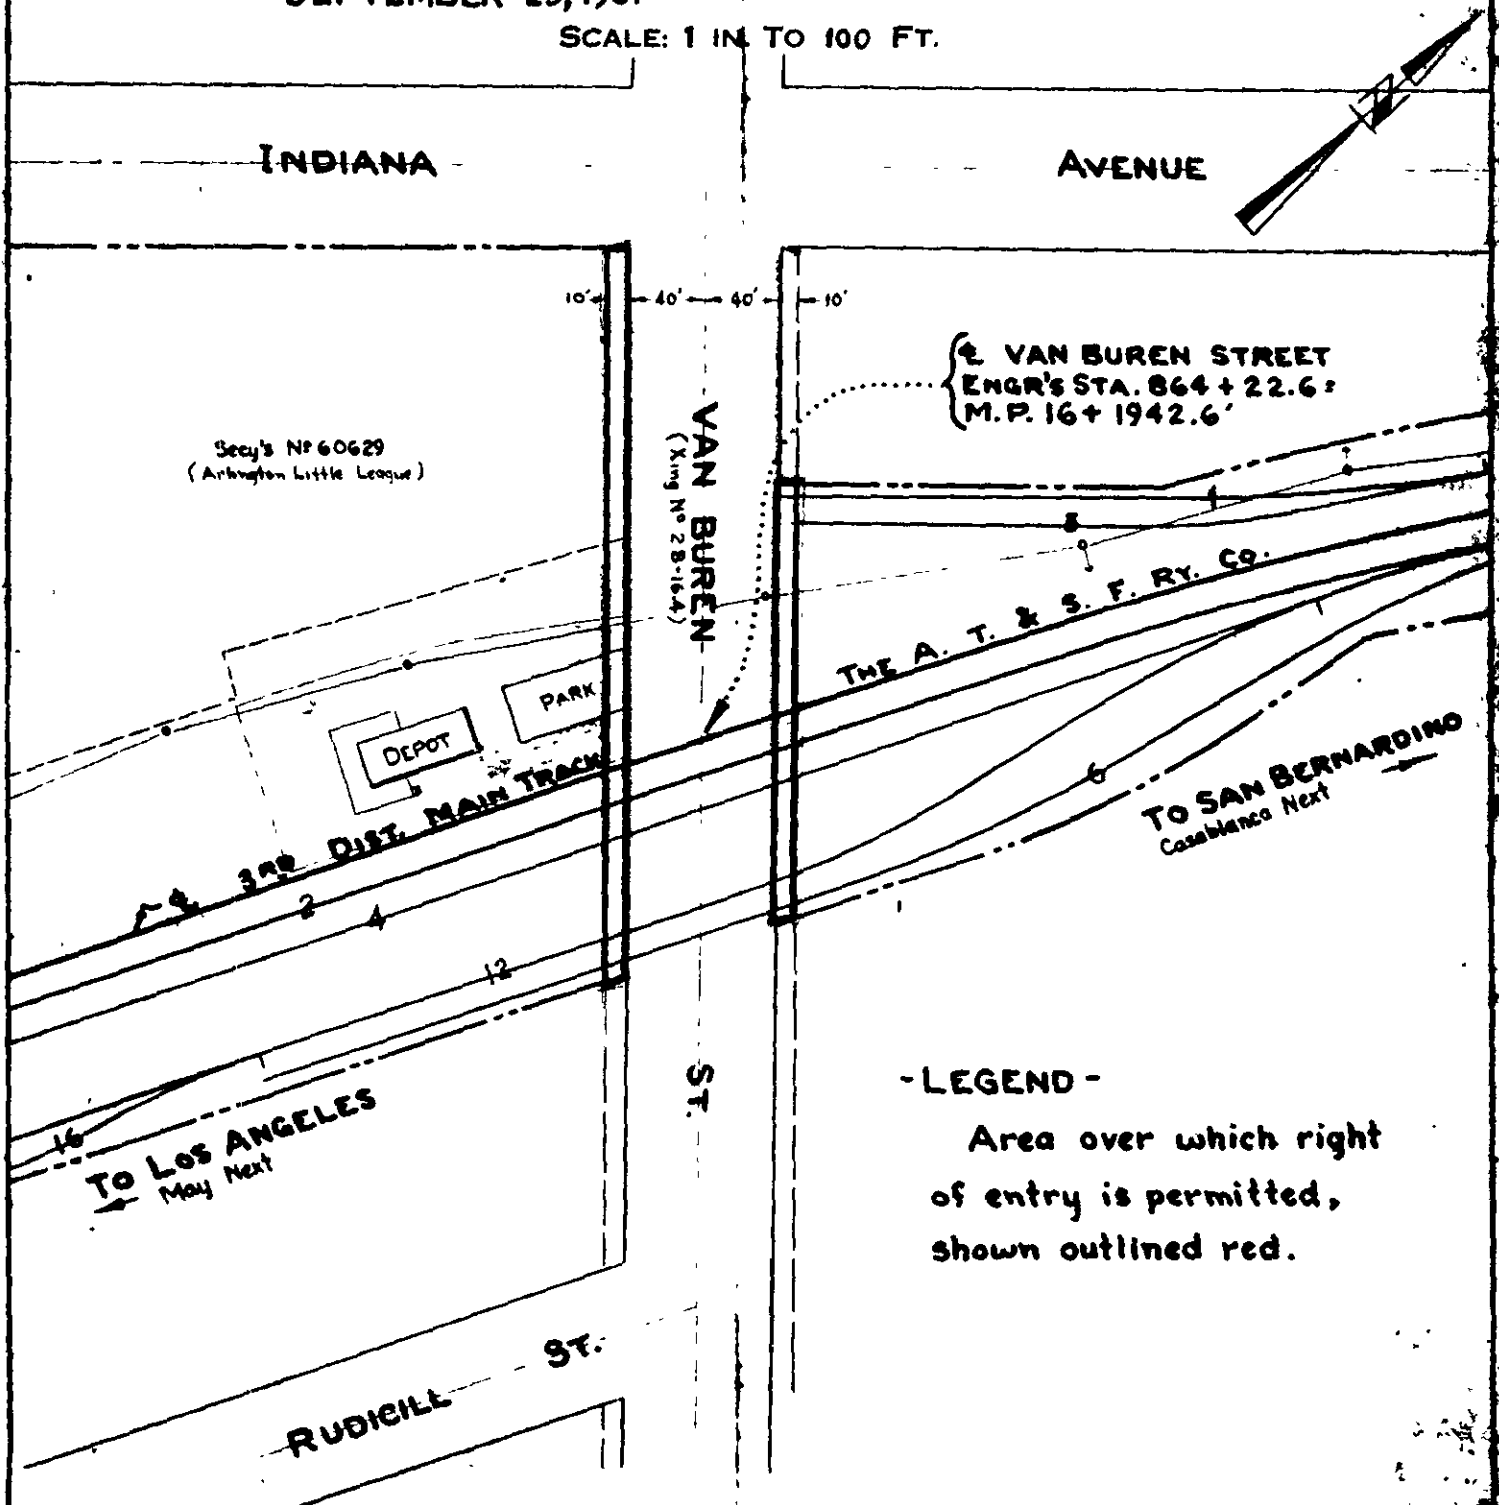 SCALE: 1 IN. TO 100 FT.
N
INDIANA AVENUE
10' 40' 40' 10'
℄ VAN BUREN STREET
ENGR'S STA. 864 + 22.6 =
M.P. 16 + 1942.6'
Secy's Nº 60629
(Arlington Little League)
VAN BUREN ST.
(Xing Nº 2B-16.4)
1
3
THE A. T. & S. F. RY. CO.
PARK
DEPOT
℄ 3RD DIST. MAIN TRACK
2
4
6
12
16
TO SAN BERNARDINO
Casablanca Next
TO LOS ANGELES
May Next
-LEGEND-
Area over which right
of entry is permitted,
shown outlined red.
RUDICILL ST.